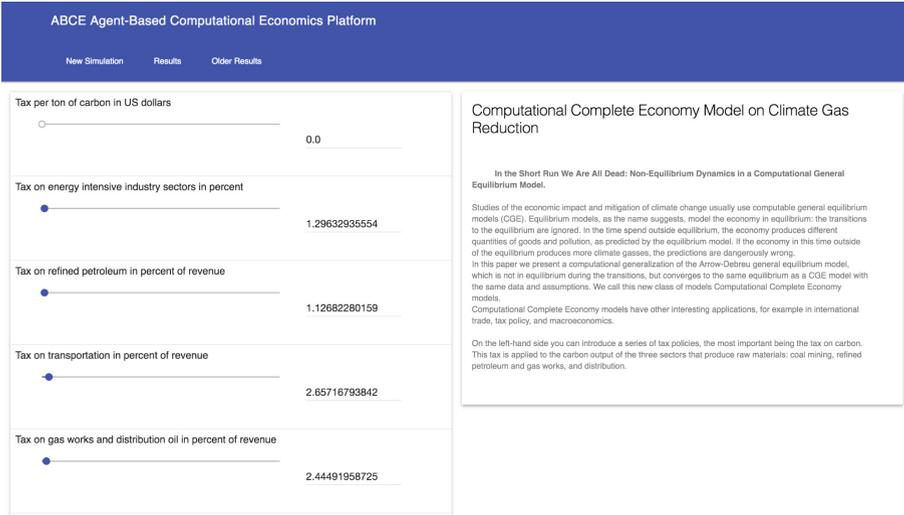 ABCE Agent-Based Computational Economics Platform
New Simulation Results Older Results
Tax per ton of carbon in US dollars
0.0
Tax on energy intensive industry sectors in percent
1.29632935554
Tax on refined petroleum in percent of revenue
1.12682280159
Tax on transportation in percent of revenue
2.65716793842
Tax on gas works and distribution oil in percent of revenue
2.44491958725
Computational Complete Economy Model on Climate Gas
Reduction
In the Short Run We Are All Dead: Non-Equilibrium Dynamics in a Computational General
Equilibrium Model.
Studies of the economic impact and mitigation of climate change usually use computable general equilibrium
models (CGE). Equilibrium models, as the name suggests, model the economy in equilibrium: the transitions
to the equilibrium are ignored. In the time spend outside equilibrium, the economy produces different
quantities of goods and pollution, as predicted by the equilibrium model. If the economy in this time outside
of the equilibrium produces more climate gasses, the predictions are dangerously wrong.
In this paper we present a computational generalization of the Arrow-Debreu general equilibrium model,
which is not in equilibrium during the transitions, but converges to the same equilibrium as a CGE model with
the same data and assumptions. We call this new class of models Computational Complete Economy
models.
Computational Complete Economy models have other interesting applications, for example in international
trade, tax policy, and macroeconomics.
On the left-hand side you can introduce a series of tax policies, the most important being the tax on carbon.
This tax is applied to the carbon output of the three sectors that produce raw materials: coal mining, refined
petroleum and gas works, and distribution.